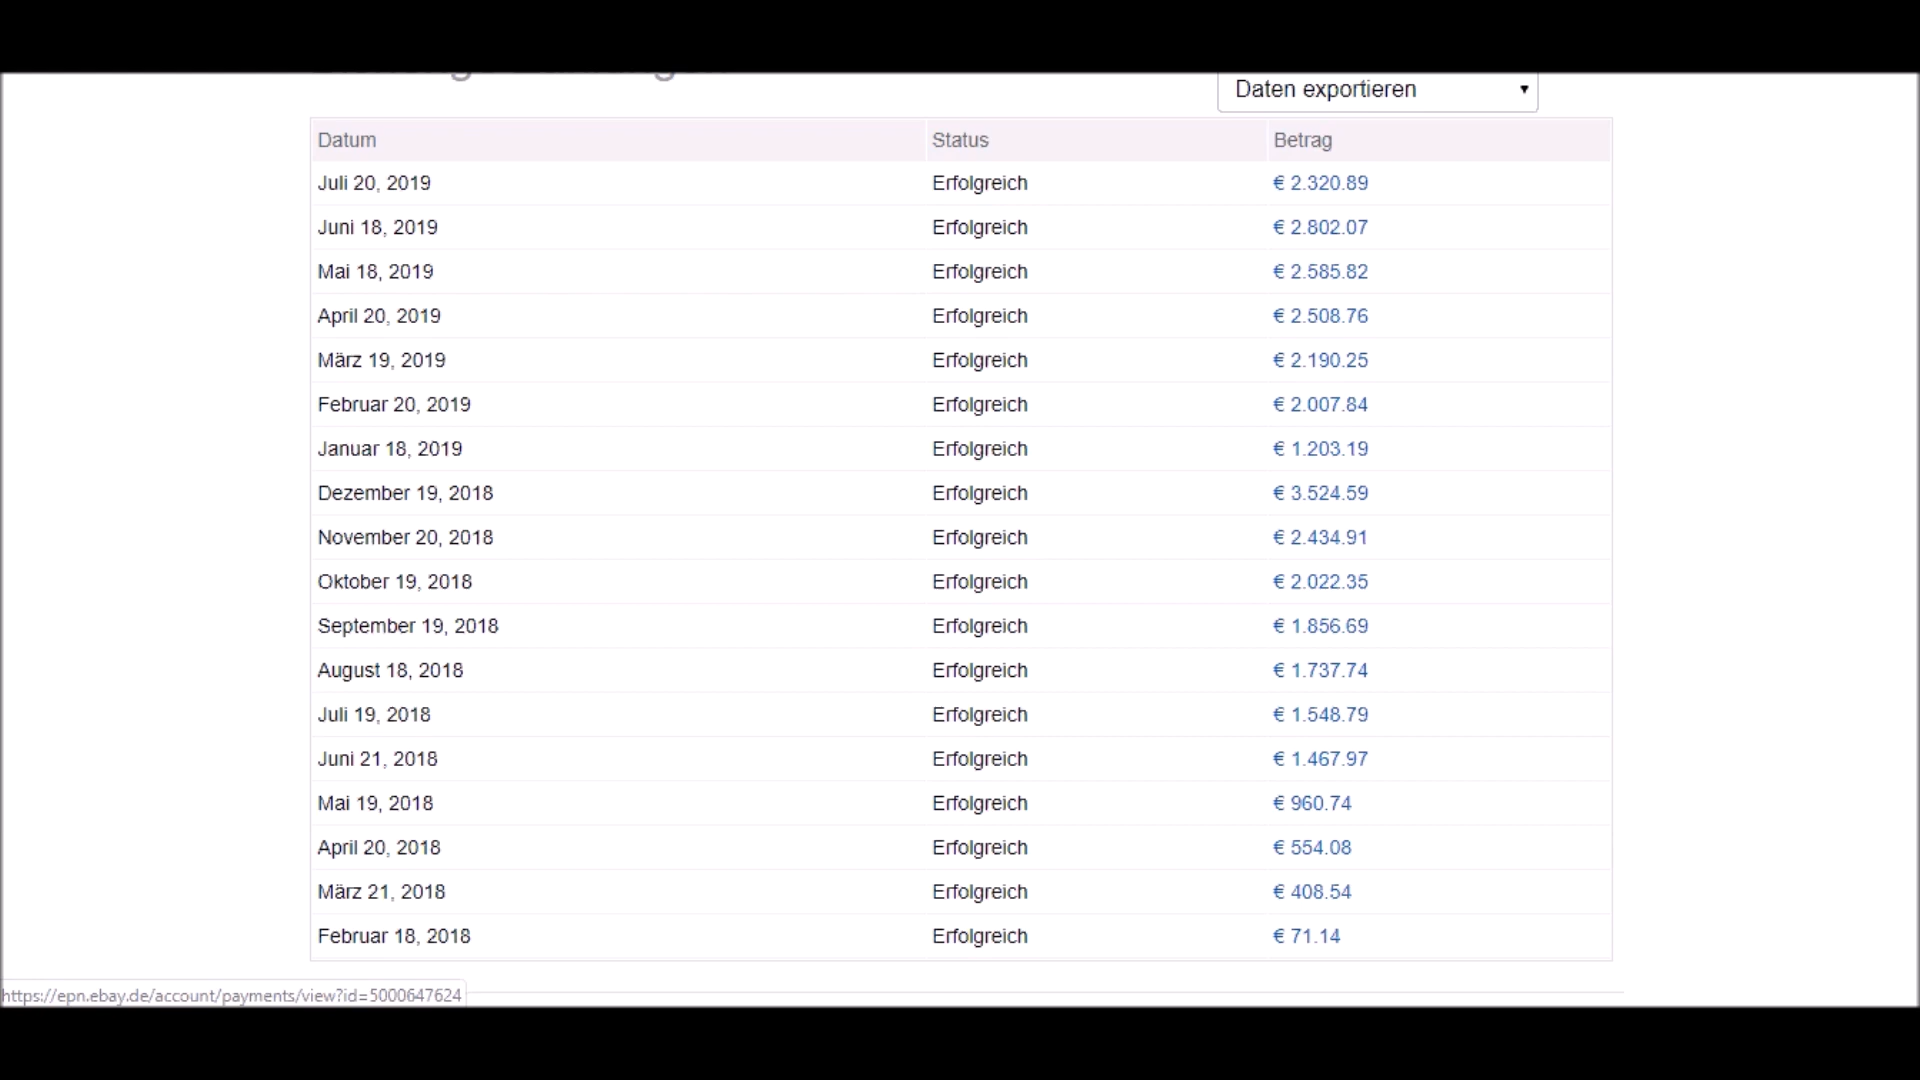 Daten exportieren
Datum Status Betrag
Juli 20, 2019 Erfolgreich € 2.320.89
Juni 18, 2019 Erfolgreich € 2.802.07
Mai 18, 2019 Erfolgreich € 2.585.82
April 20, 2019 Erfolgreich € 2.508.76
März 19, 2019 Erfolgreich € 2.190.25
Februar 20, 2019 Erfolgreich € 2.007.84
Januar 18, 2019 Erfolgreich € 1.203.19
Dezember 19, 2018 Erfolgreich € 3.524.59
November 20, 2018 Erfolgreich € 2.434.91
Oktober 19, 2018 Erfolgreich € 2.022.35
September 19, 2018 Erfolgreich € 1.856.69
August 18, 2018 Erfolgreich € 1.737.74
Juli 19, 2018 Erfolgreich € 1.548.79
Juni 21, 2018 Erfolgreich € 1.467.97
Mai 19, 2018 Erfolgreich € 960.74
April 20, 2018 Erfolgreich € 554.08
März 21, 2018 Erfolgreich € 408.54
Februar 18, 2018 Erfolgreich € 71.14
https://epn.ebay.de/account/payments/view?id=5000647624